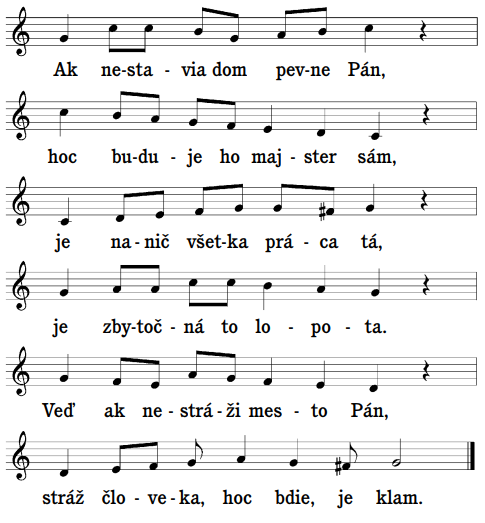 Ak ne-sta - via dom pev-ne Pán,
hoc bu-du - je ho maj - ster sám,
je na-nič všet-ka prá - ca tá,
je zby-toč - ná to lo - po - ta.
Veď ak ne - strá - ži mes - to Pán,
stráž člo - ve - ka, hoc bdie, je klam.